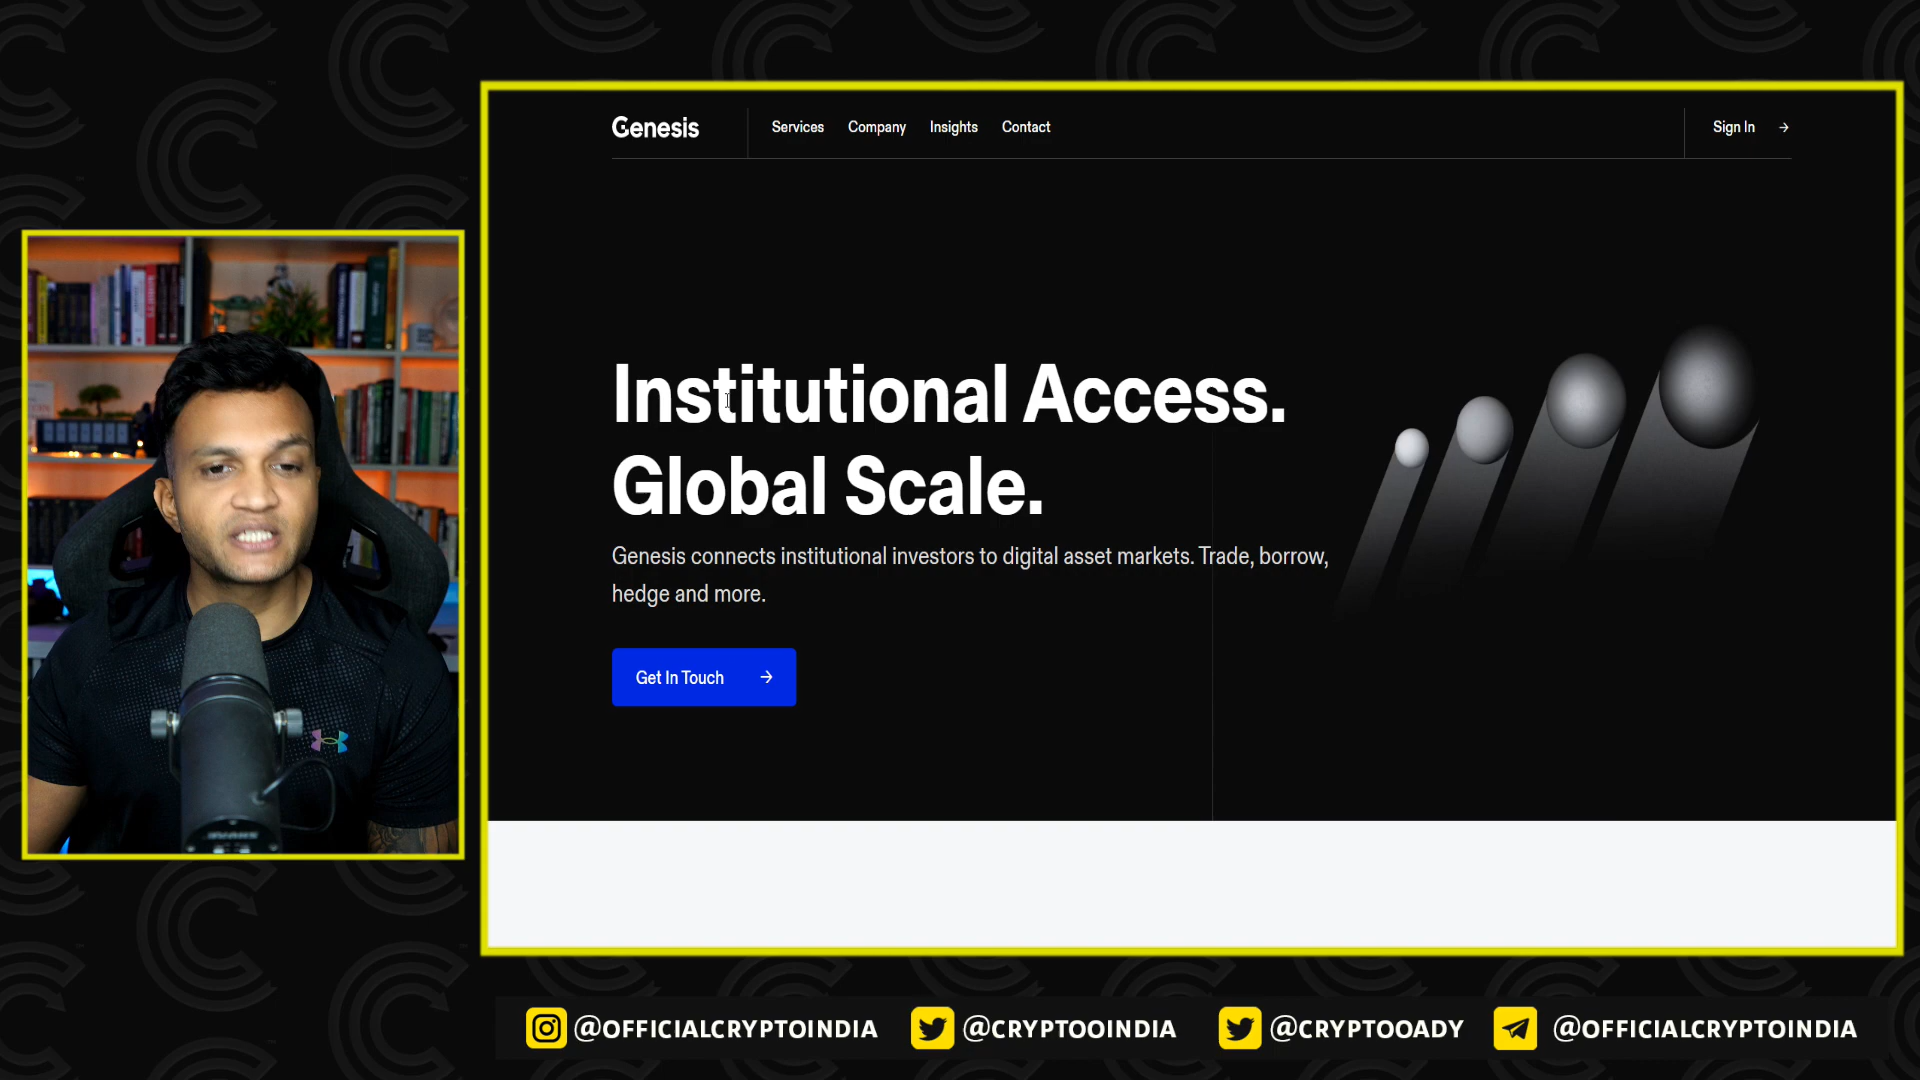 Genesis
Services Company Insights Contact
Sign In
Institutional Access.
Global Scale.
Genesis connects institutional investors to digital asset markets. Trade, borrow,
hedge and more.
Get In Touch
@OFFICIALCRYPTOINDIA @CRYPTOOINDIA @CRYPTOOADY @OFFICIALCRYPTOINDIA